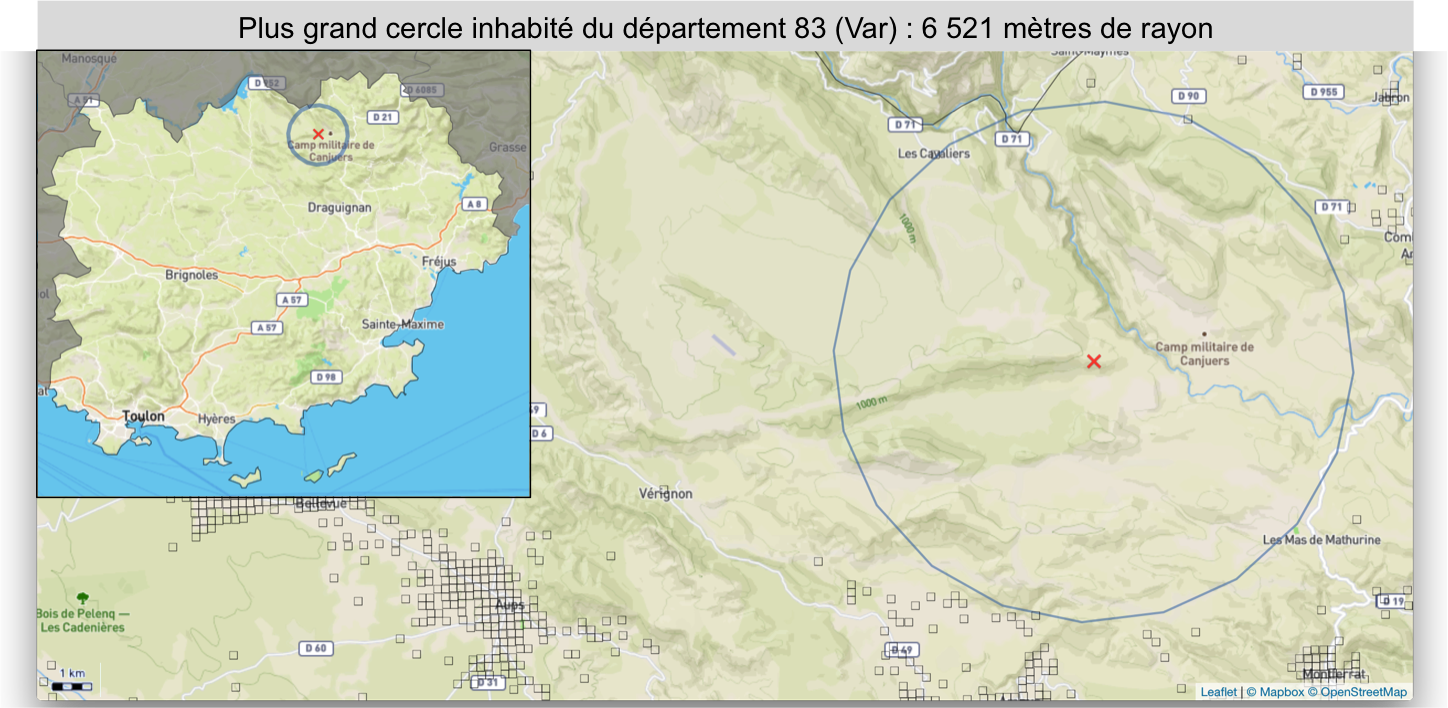 Plus grand cercle inhabité du département 83 (Var) : 6 521 mètres de rayon
Manosque
A 51
D 952
D 6085
D 21
Camp militaire de
Canjuers
Grasse
Draguignan
A 8
Fréjus
Brignoles
A 57
A 57
Sainte-Maxime
D 98
Toulon
Hyères
D 90
D 955
Jabron
D 71
D 71
Les Cavaliers
D 71
1000 m
Camp militaire de
Canjuers
1000 m
D 6
Vérignon
Bellevue
Les Mas de Mathurine
Bois de Pelenq —
Les Cadenières
Aups
D 19
D 60
D 49
1 km
D 31
Montferrat
Leaflet | © Mapbox © OpenStreetMap